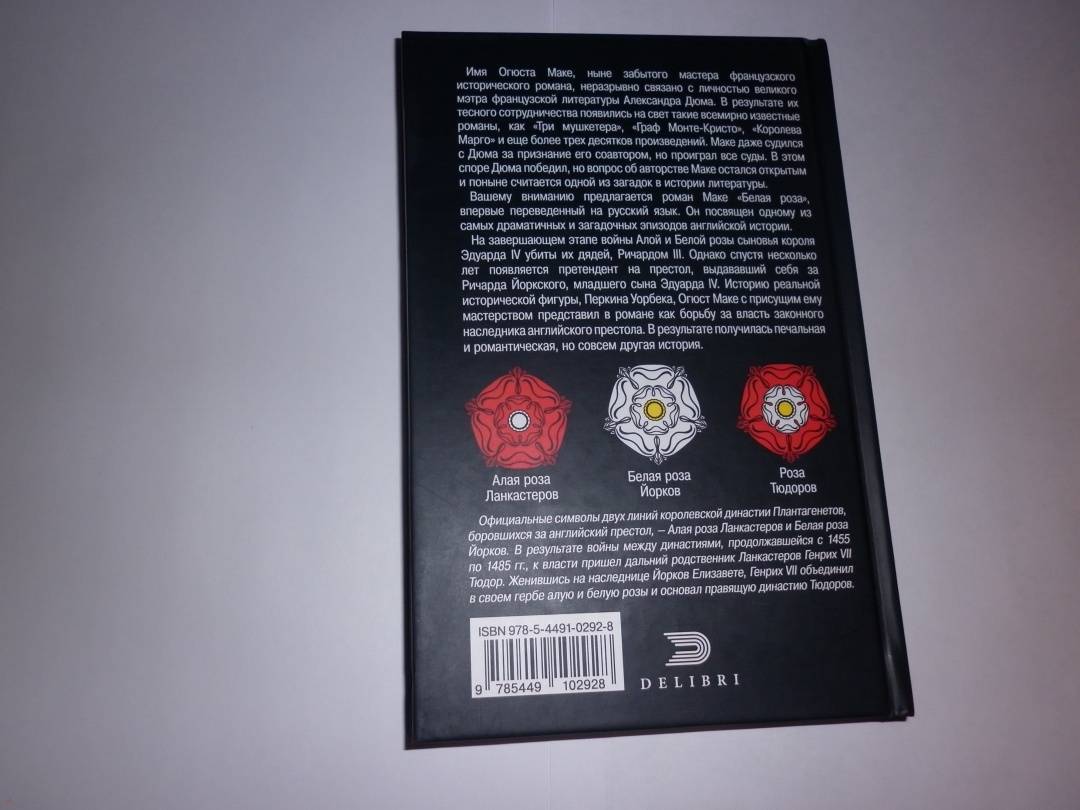 Имя Огюста Маке, ныне забытого мастера французского
исторического романа, неразрывно связано с личностью великого
мэтра французской литературы Александра Дюма. В результате их
тесного сотрудничества появились на свет такие всемирно известные
романы, как «Три мушкетера», «Граф Монте-Кристо», «Королева
Марго» и еще более трех десятков произведений. Маке даже судился
с Дюма за признание его соавтором, но проиграл все суды. В этом
споре Дюма победил, но вопрос об авторстве Маке остался открытым
и поныне считается одной из загадок в истории литературы.
Вашему вниманию предлагается роман Маке «Белая роза»,
впервые переведенный на русский язык. Он посвящен одному из
самых драматичных и загадочных эпизодов английской истории.
На завершающем этапе войны Алой и Белой розы сыновья короля
Эдуарда IV убиты их дядей, Ричардом III. Однако спустя несколько
лет появляется претендент на престол, выдававший себя за
Ричарда Йоркского, младшего сына Эдуарда IV. Историю реальной
исторической фигуры, Перкина Уорбека, Огюст Маке с присущим ему
мастерством представил в романе как борьбу за власть законного
наследника английского престола. В результате получилась печальная
и романтическая, но совсем другая история.
Алая роза
Ланкастеров
Белая роза
Йорков
Роза
Тюдоров
Официальные символы двух линий королевской династии Плантагенетов,
боровшихся за английский престол, – Алая роза Ланкастеров и Белая роза
Йорков. В результате войны между династиями, продолжавшейся с 1455
по 1485 гг., к власти пришел дальний родственник Ланкастеров Генрих VII
Тюдор. Женившись на наследнице Йорков Елизавете, Генрих VII объединил
в своем гербе алую и белую розы и основал правящую династию Тюдоров.
ISBN 978-5-4491-0292-8
9 785449 102928
DELIBRI